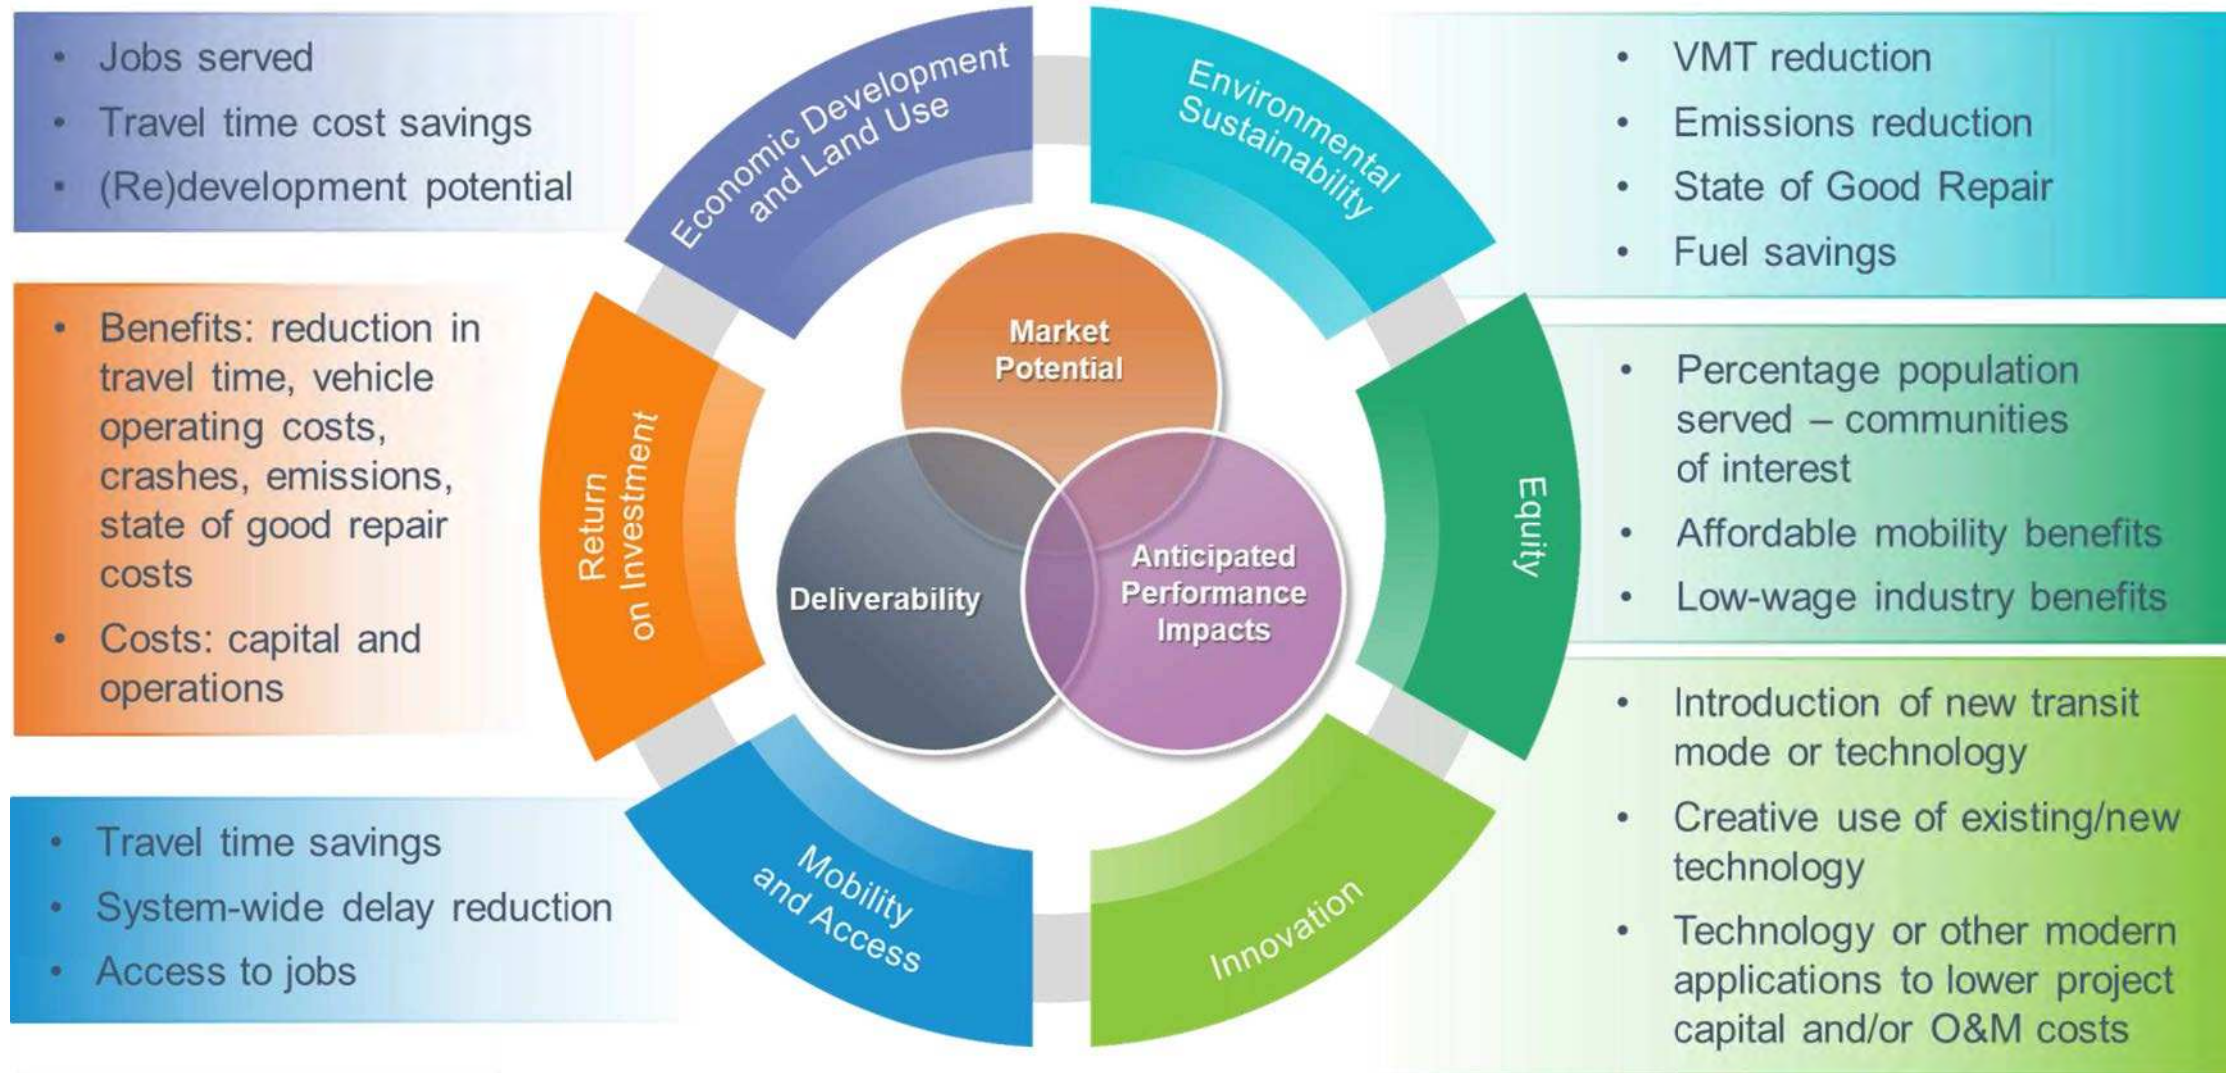 • Jobs served
• Travel time cost savings
▪ (Re)development potential
• Benefits: reduction in
travel time, vehicle
operating costs,
crashes, emissions,
state of good repair
costs
• Costs: capital and
operations
• Travel time savings
• System-wide delay reduction
• Access to jobs
Economic Development
and Land Use
Return
on Investment
Mobility
and Access
Market
Potential
Deliverability
Anticipated
Performance
Impacts
Environmental
Sustainability
Equity
Innovation
• VMT reduction
• Emissions reduction
• State of Good Repair
• Fuel savings
• Percentage population
served – communities
of interest
• Affordable mobility benefits
• Low-wage industry benefits
• Introduction of new transit
mode or technology
• Creative use of existing/new
technology
• Technology or other modern
applications to lower project
capital and/or O&M costs